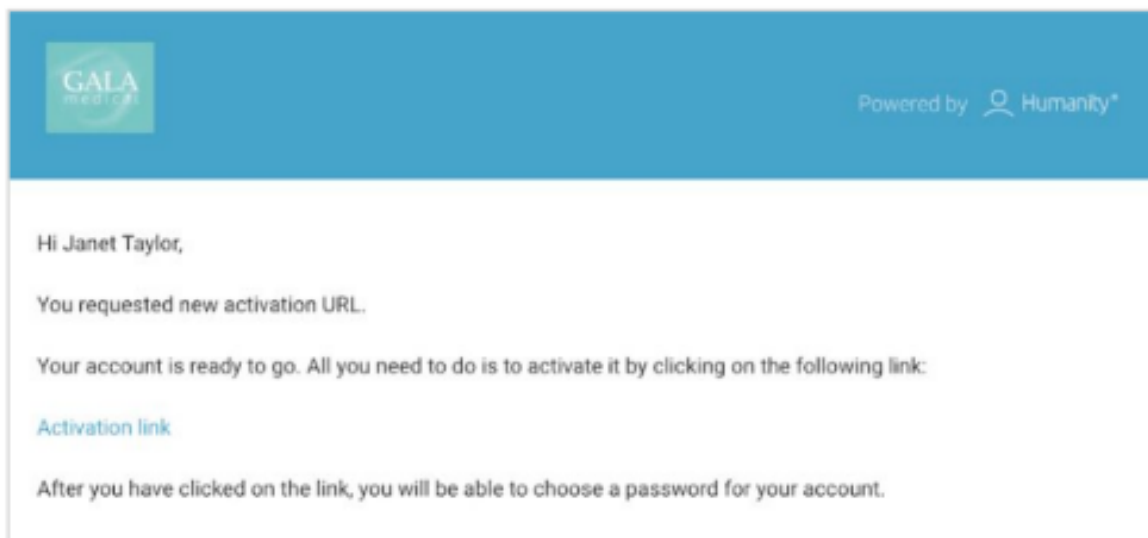 GALA
medical
Powered by Humanity*
Hi Janet Taylor,
You requested new activation URL.
Your account is ready to go. All you need to do is to activate it by clicking on the following link:
Activation link
After you have clicked on the link, you will be able to choose a password for your account.